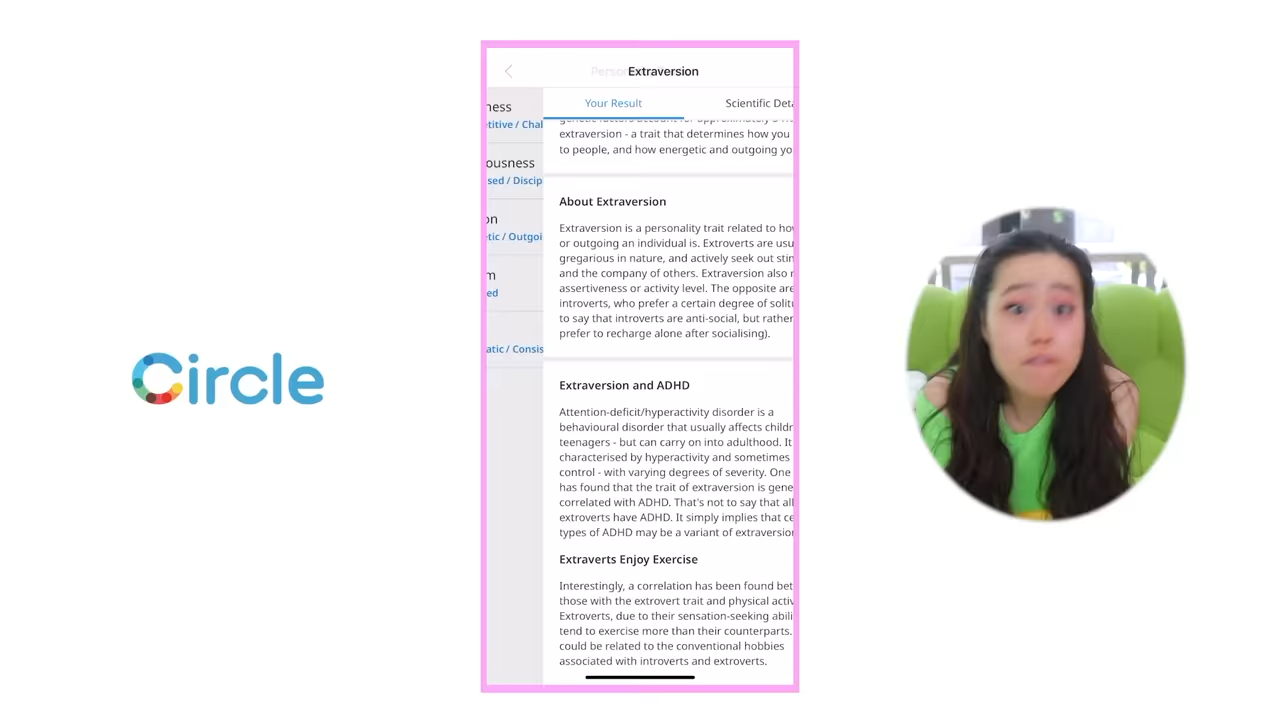 Circle
Extraversion
ness
etitive / Chal
ousness
sed / Discip
on
etic / Outgoi
m
ed
atic / Consis
Your Result
Scientific Deta
extraversion - a trait that determines how you
to people, and how energetic and outgoing yo
About Extraversion
Extraversion is a personality trait related to how
or outgoing an individual is. Extroverts are usu
gregarious in nature, and actively seek out stin
and the company of others. Extraversion also r
assertiveness or activity level. The opposite are
introverts, who prefer a certain degree of solitu
to say that introverts are anti-social, but rather
prefer to recharge alone after socialising).
Extraversion and ADHD
Attention-deficit/hyperactivity disorder is a
behavioural disorder that usually affects childr
teenagers - but can carry on into adulthood. It
characterised by hyperactivity and sometimes
control - with varying degrees of severity. One
has found that the trait of extraversion is gene
correlated with ADHD. That's not to say that all
extroverts have ADHD. It simply implies that ce
types of ADHD may be a variant of extraversion
Extraverts Enjoy Exercise
Interestingly, a correlation has been found bet
those with the extrovert trait and physical activ
Extroverts, due to their sensation-seeking abili
tend to exercise more than their counterparts.
could be related to the conventional hobbies
associated with introverts and extroverts.